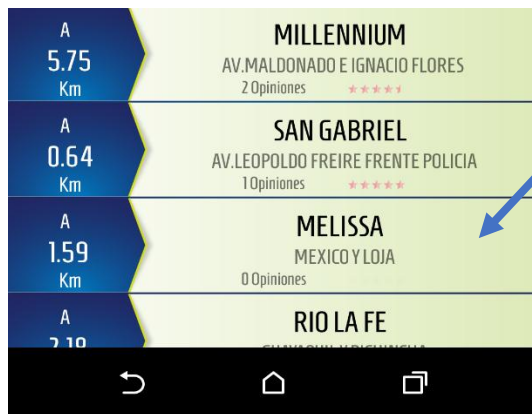 A
5.75
Km
MILLENNIUM
AV.MALDONADO E IGNACIO FLORES
2 Opiniones
A
0.64
Km
SAN GABRIEL
AV.LEOPOLDO FREIRE FRENTE POLICIA
1 Opiniones
A
1.59
Km
MELISSA
MEXICO Y LOJA
0 Opiniones
A
RIO LA FE